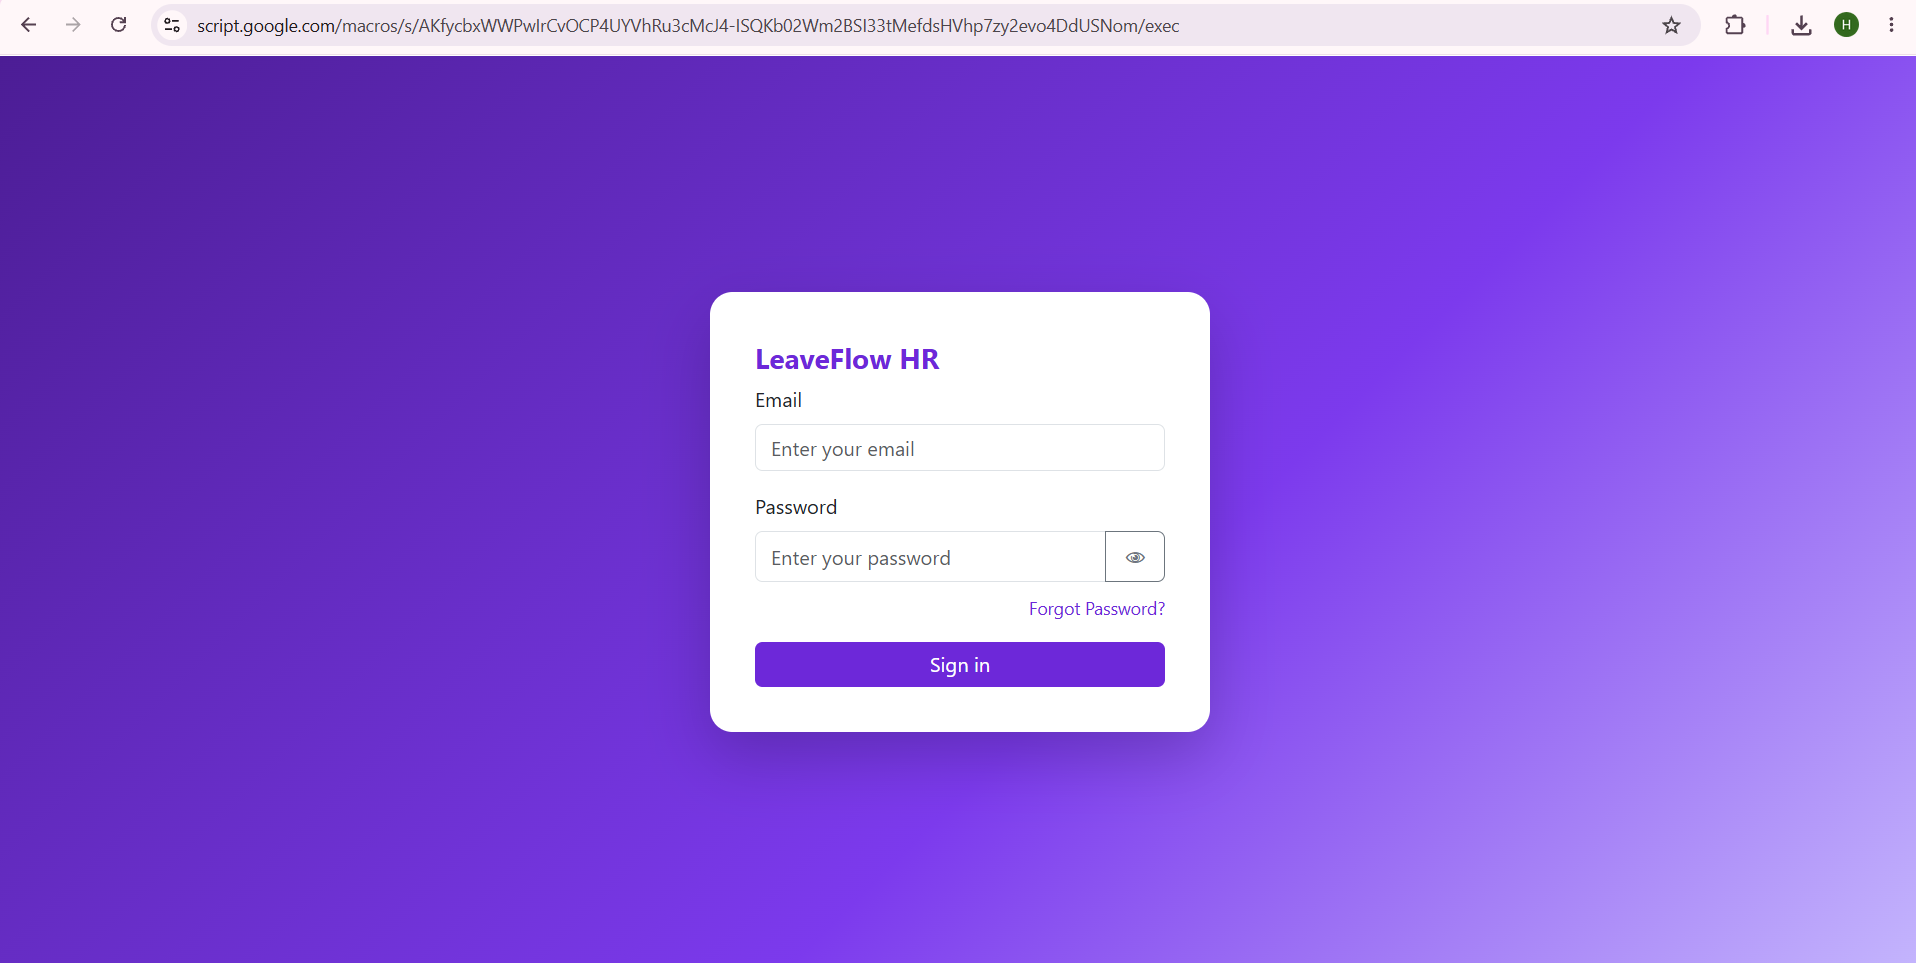 script.google.com/macros/s/AKfycbxWWPwIrCvOCP4UYVhRu3cMcJ4-ISQKb02Wm2BSI33tMefdsHVhp7zy2evo4DdUSNom/exec
H
LeaveFlow HR
Email
Enter your email
Password
Enter your password
Forgot Password?
Sign in